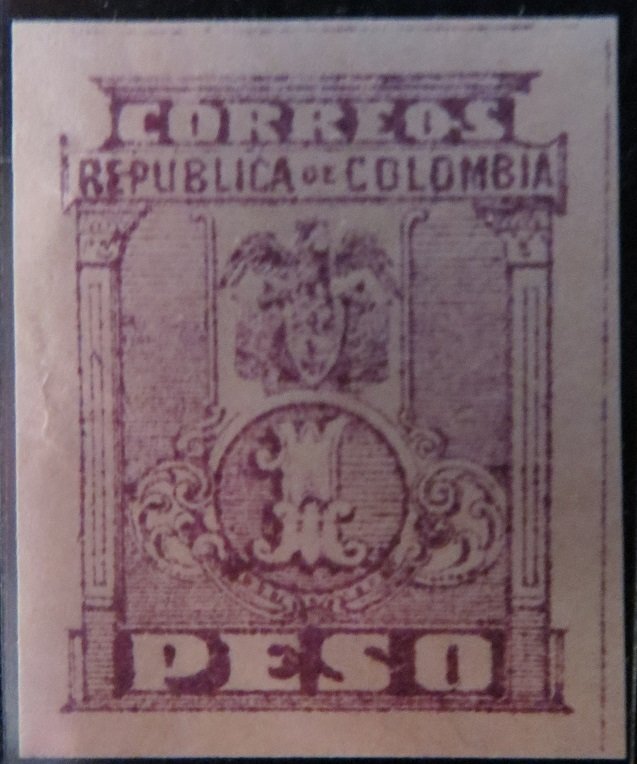 CORREOS
REPUBLICA DE COLOMBIA
1
PESO